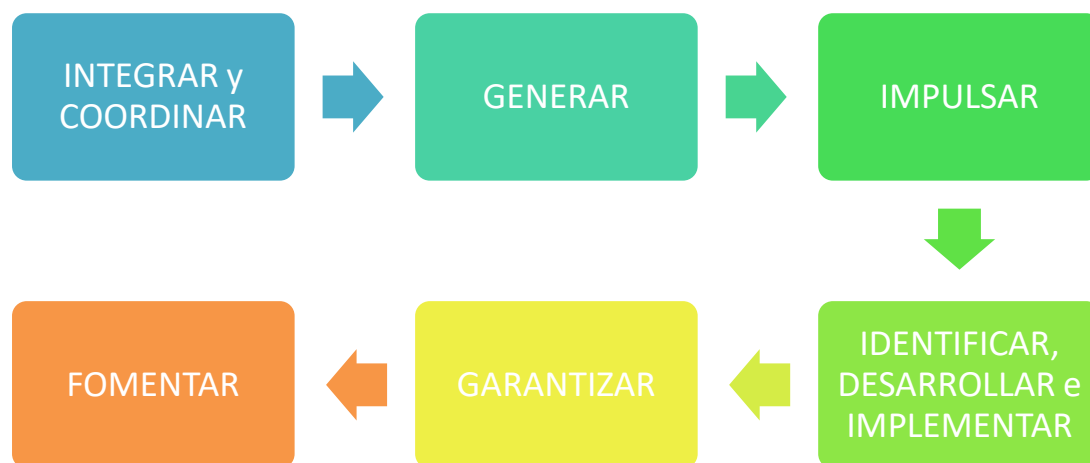 INTEGRAR y
COORDINAR
GENERAR
IMPULSAR
IDENTIFICAR,
DESARROLLAR e
IMPLEMENTAR
GARANTIZAR
FOMENTAR